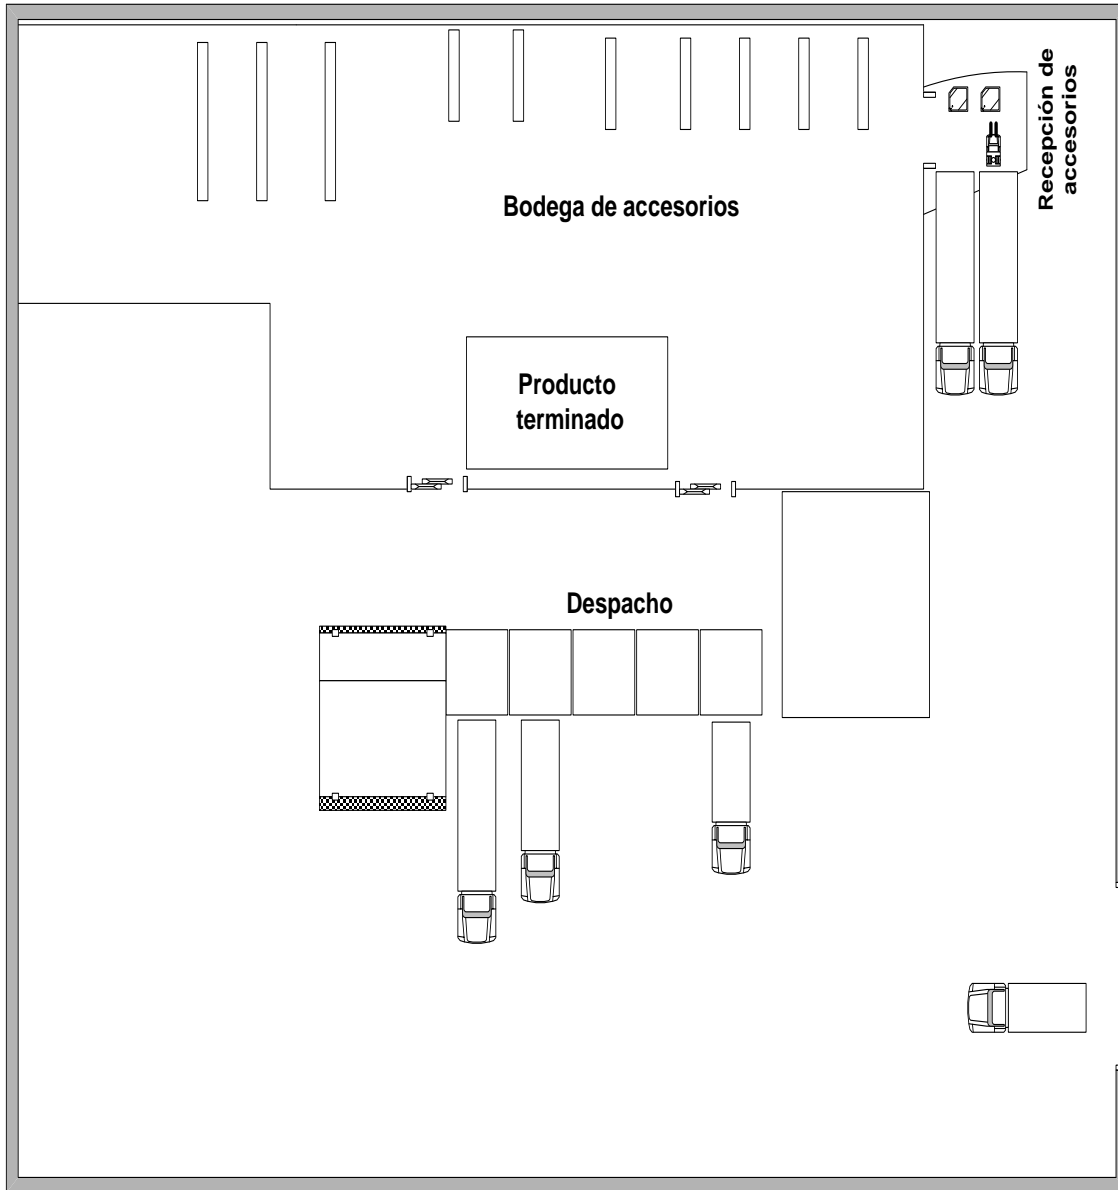 Recepción de
accesorios
Bodega de accesorios
Producto
terminado
Despacho